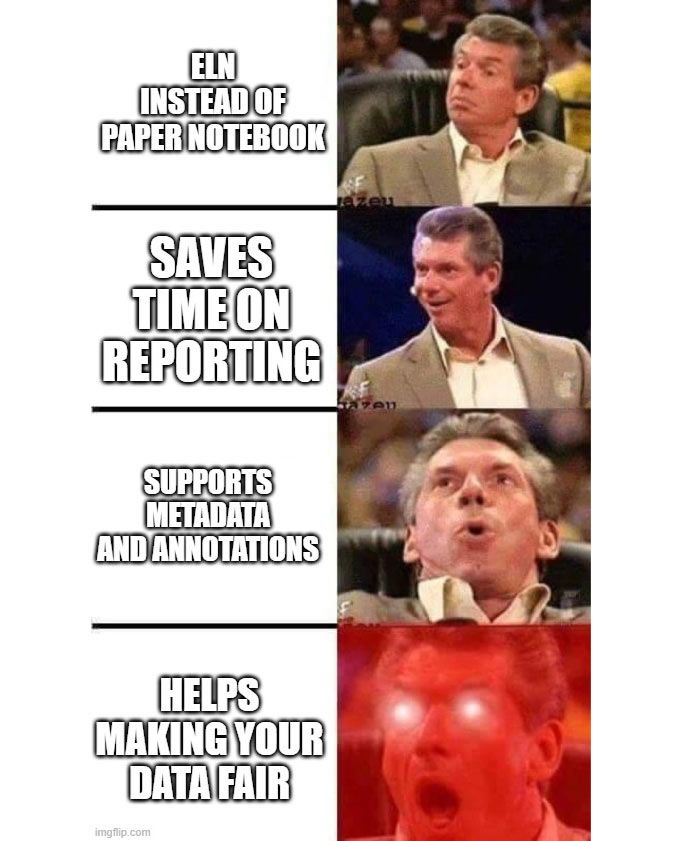 ELN
INSTEAD OF
PAPER NOTEBOOK
SAVES
TIME ON
REPORTING
SUPPORTS
METADATA
AND ANNOTATIONS
HELPS
MAKING YOUR
DATA FAIR
imgflip.com